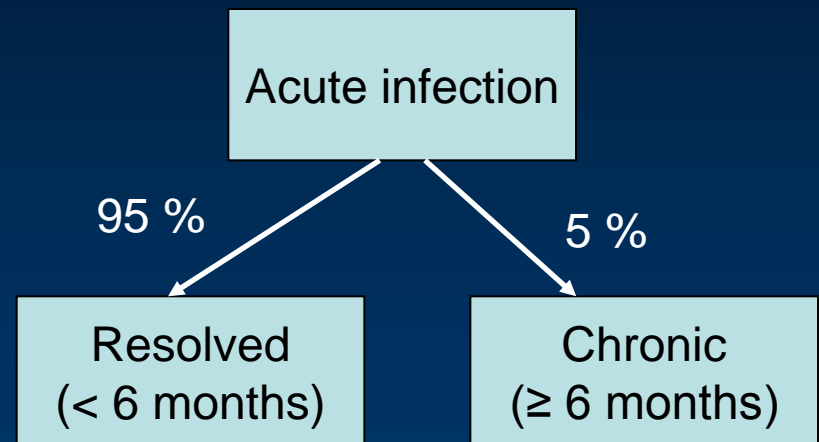 Acute infection
95 %
5 %
Resolved
(< 6 months)
Chronic
(≥ 6 months)